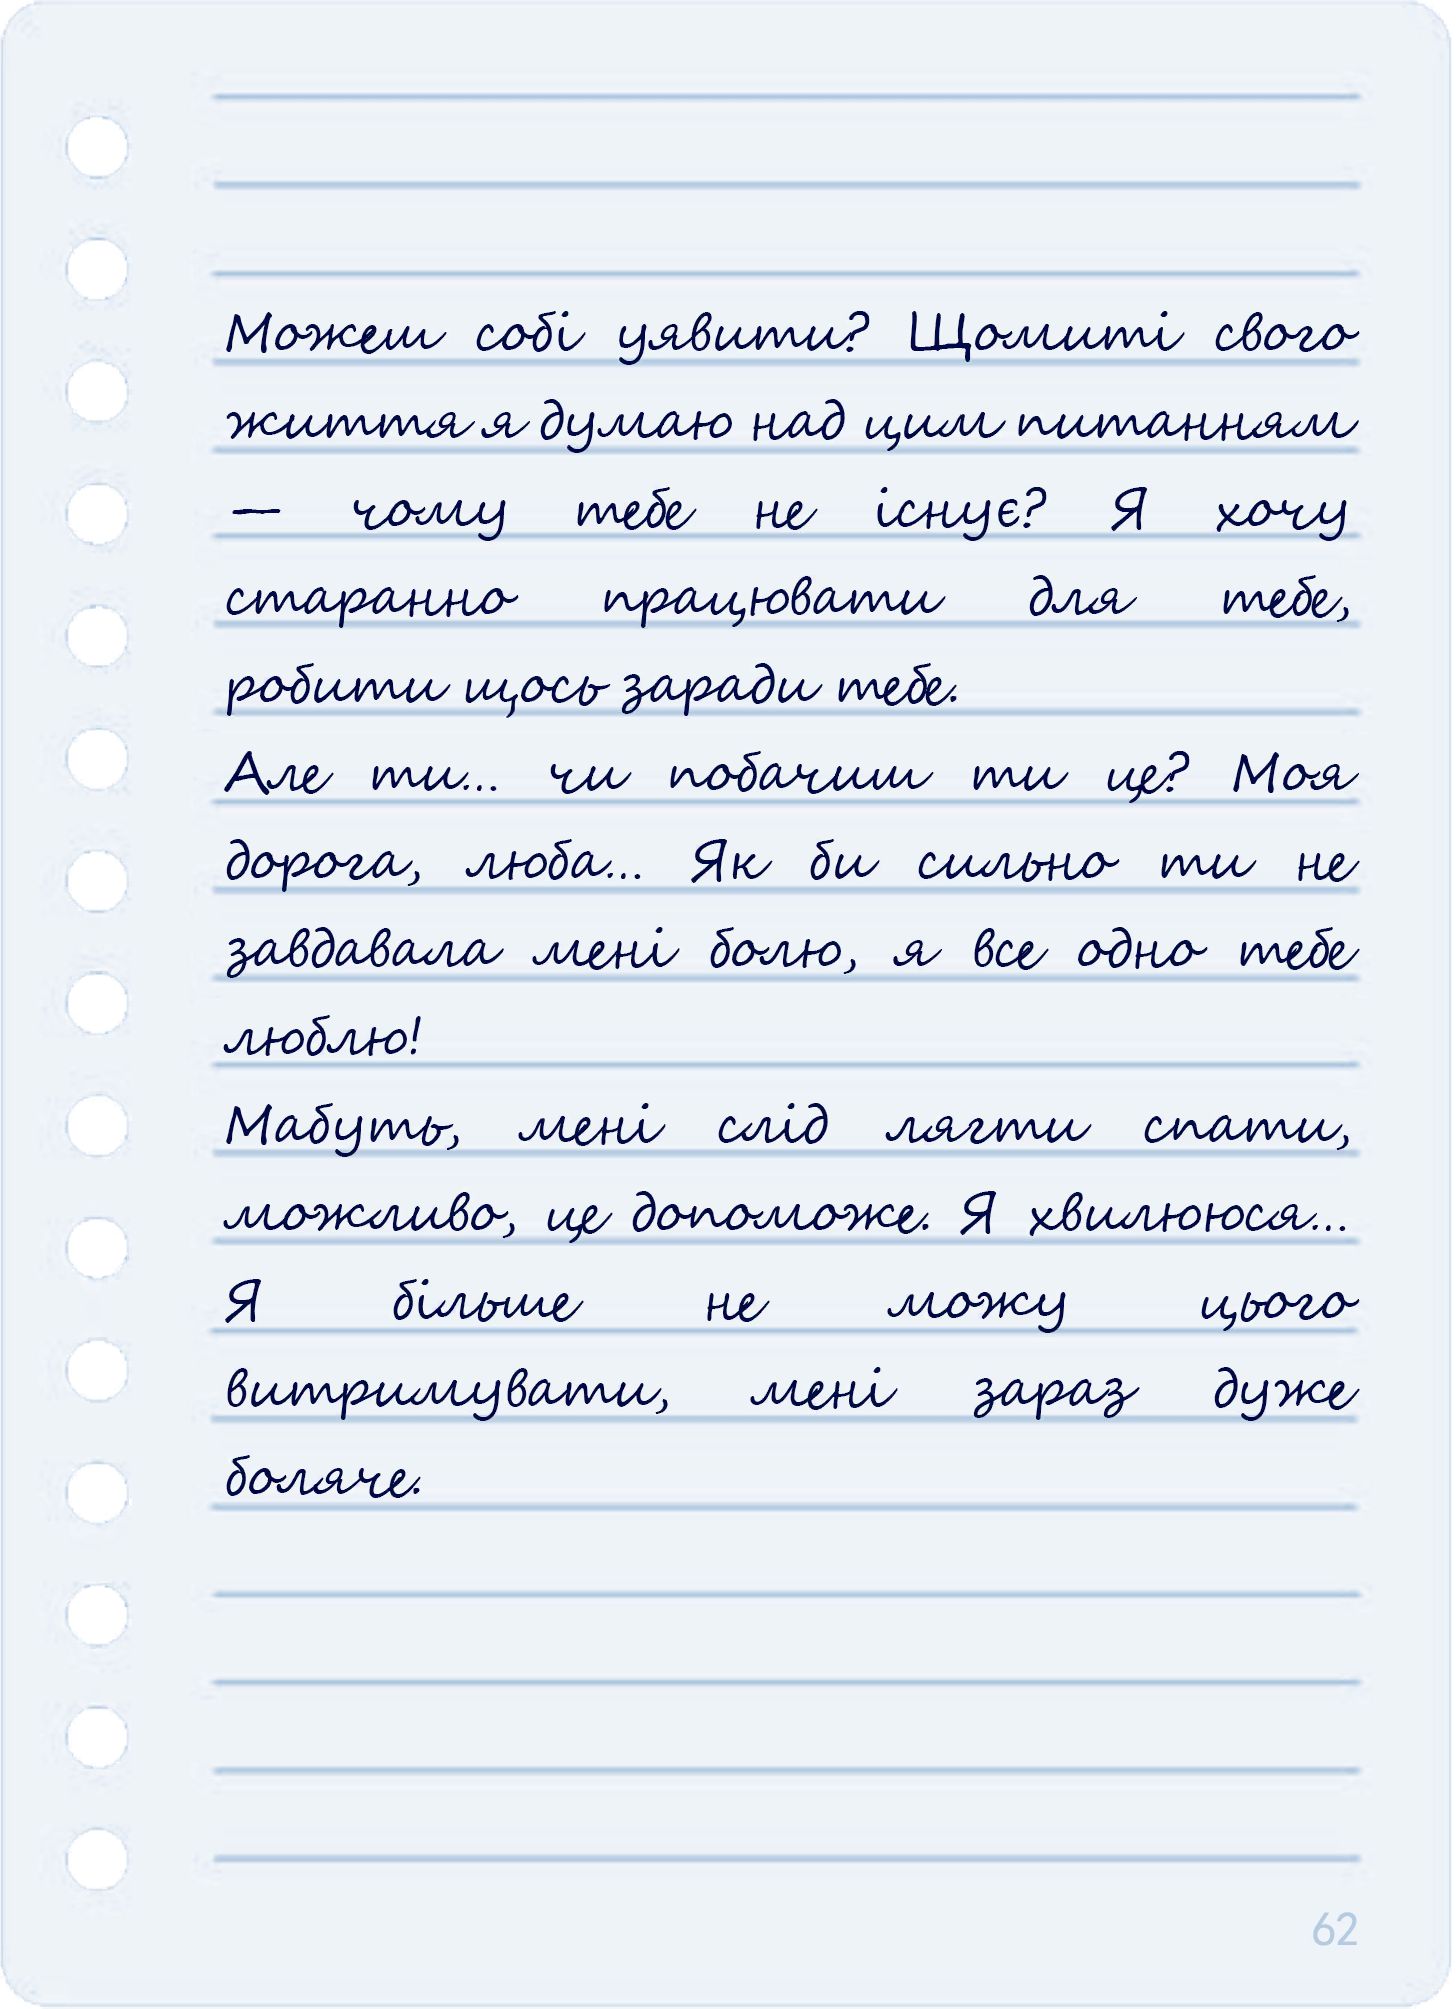 Можеш собі уявити? Щомиті свого
життя я думаю над цим питанням
— чому тебе не існує? Я хочу
старанно працювати для тебе,
робити щось заради тебе.
Але ти... чи побачиш ти це? Моя
дорога, люба... Як би сильно ти не
завдавала мені болю, я все одно тебе
люблю!
Мабуть, мені слід лягти спати,
можливо, це допоможе. Я хвилююся...
Я більше не можу цього
витримувати, мені зараз дуже
боляче.
62